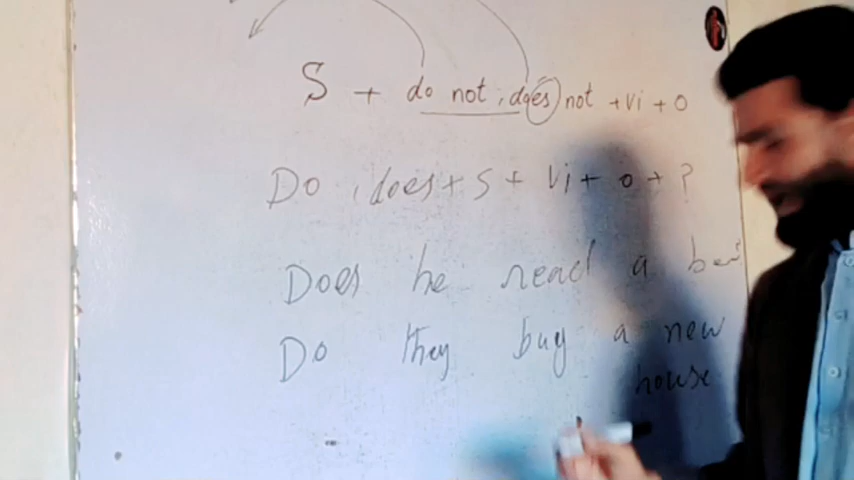 S + do not , does not + Vi + O
Do , does + S + Vi + o + ?
Does he read a
Do they buy a new
house